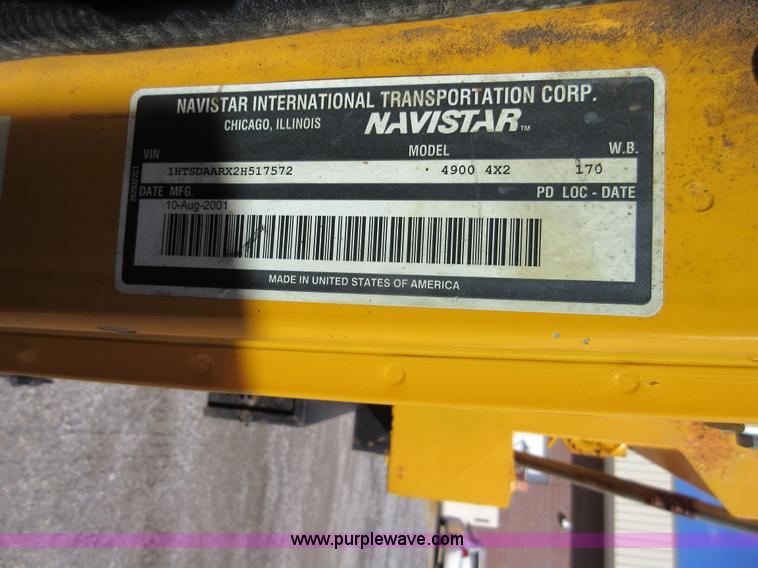 NAVISTAR INTERNATIONAL TRANSPORTATION CORP.
CHICAGO, ILLINOIS NAVISTAR™
VIN MODEL W.B.
1HTSDAARX2H517572 4900 4X2 170
DATE MFG. PD LOC - DATE
10-Aug-2001
MADE IN UNITED STATES OF AMERICA
www.purplewave.com